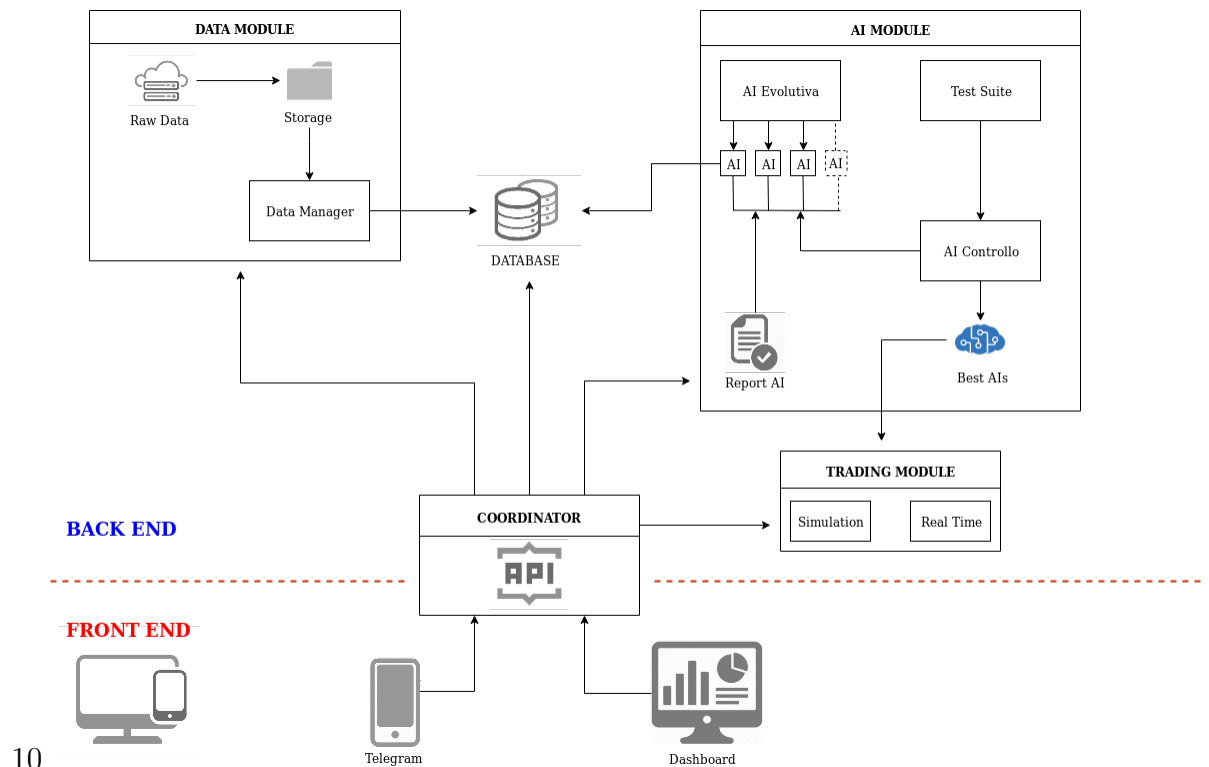 DATA MODULE
Raw Data
Storage
Data Manager
DATABASE
AI MODULE
AI Evolutiva
Test Suite
AI
AI
AI
AI
AI Controllo
Report AI
Best AIs
TRADING MODULE
Simulation
Real Time
COORDINATOR
API
BACK END
FRONT END
Telegram
Dashboard
10